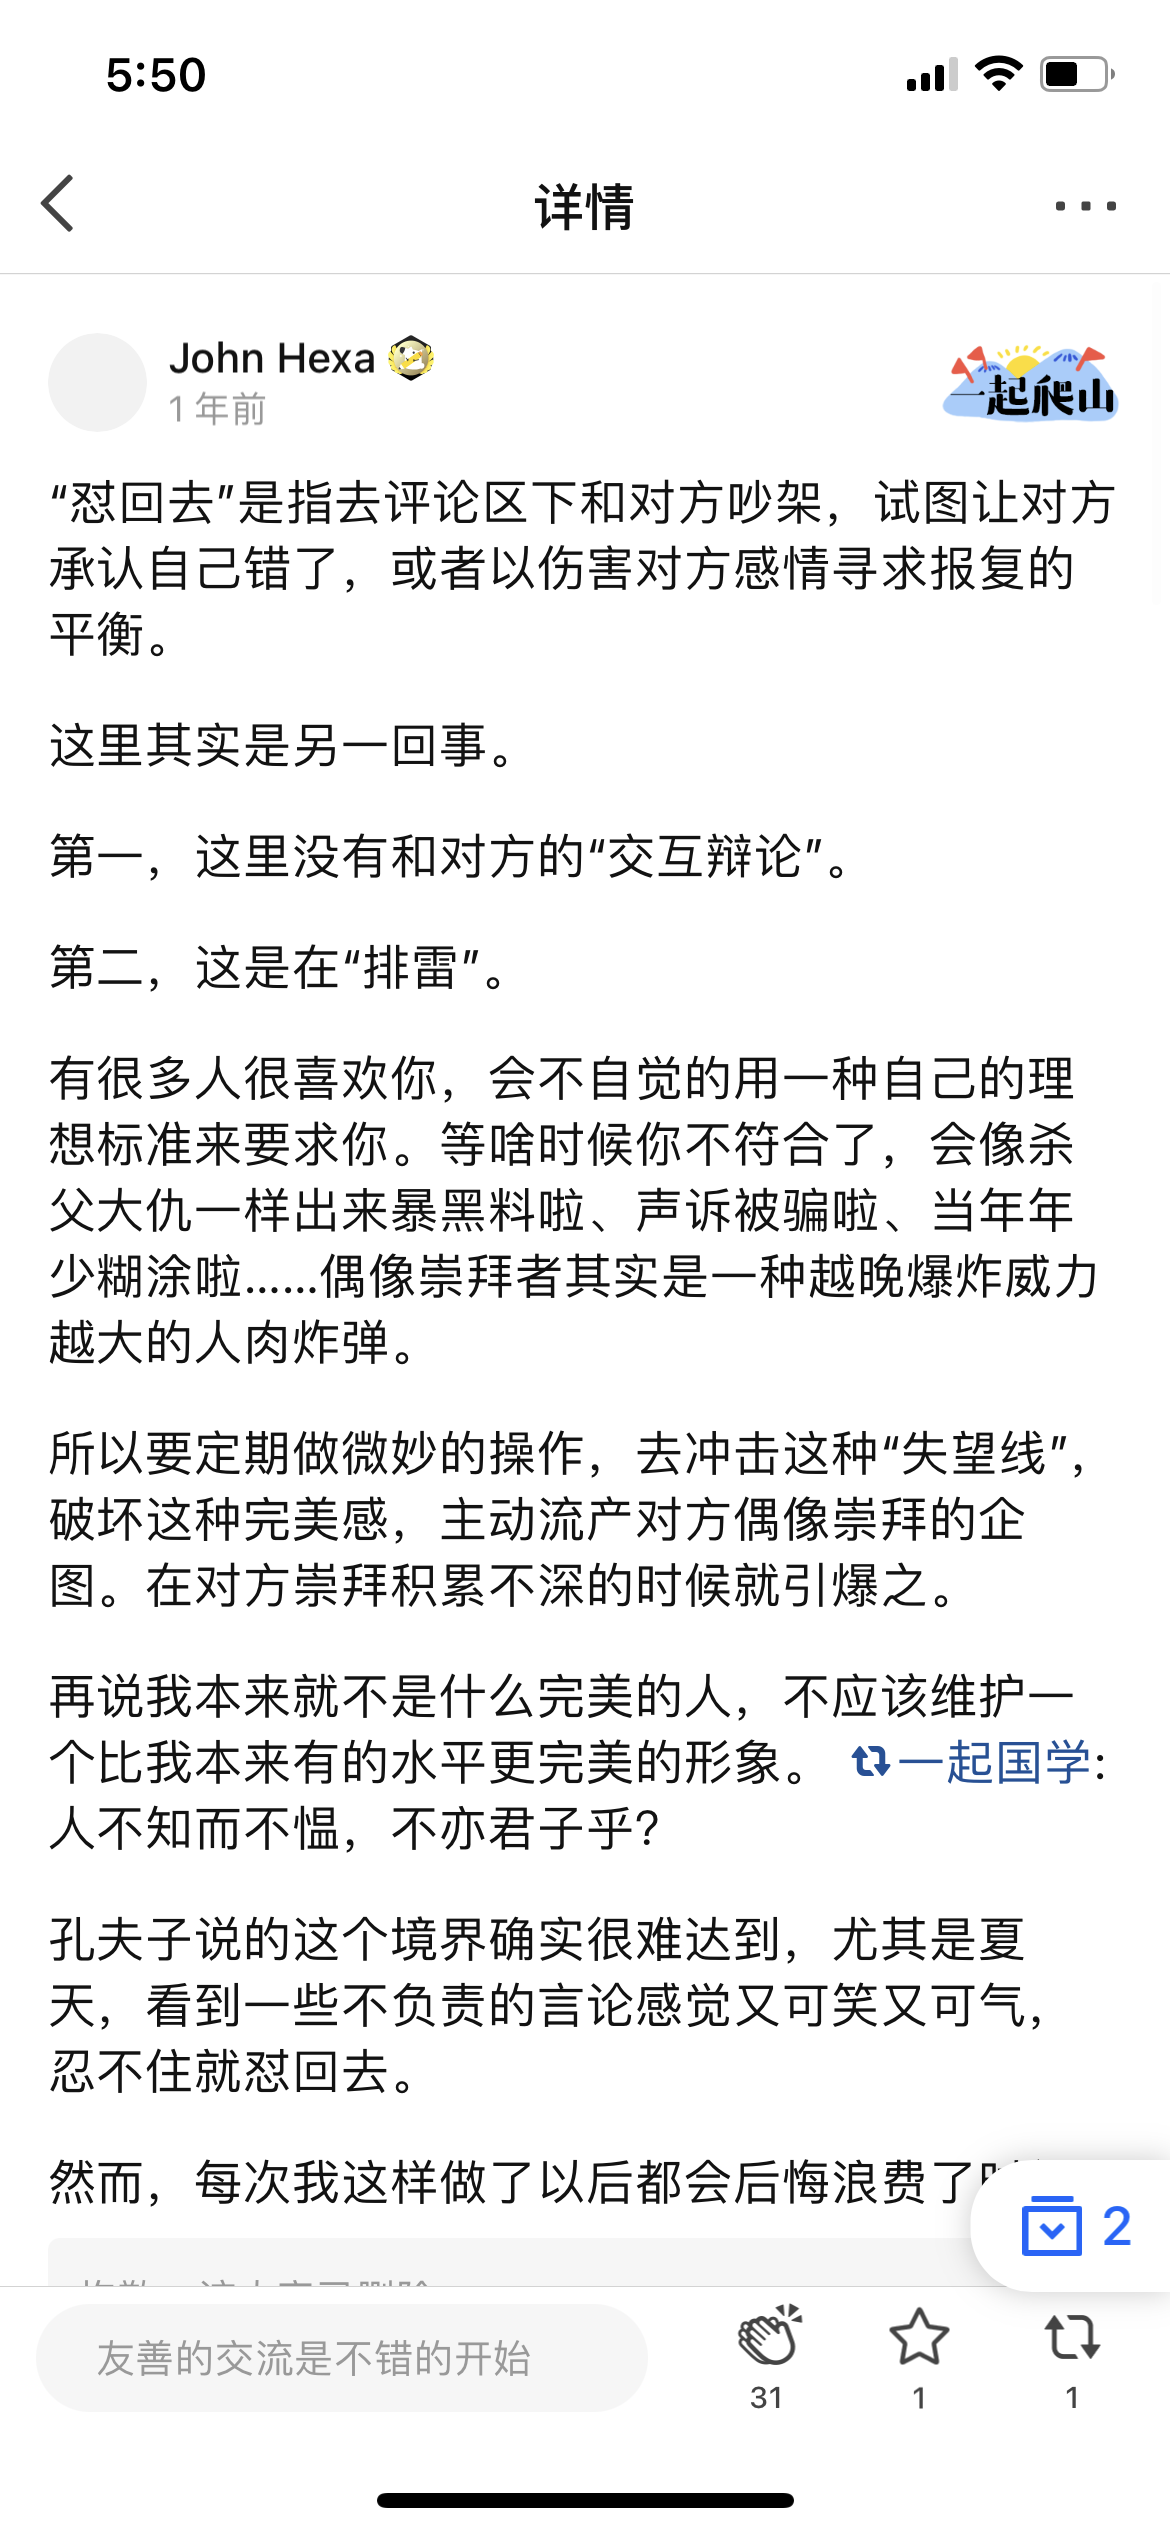 5:50
详情
John Hexa
1 年前
一起爬山
“怼回去”是指去评论区下和对方吵架，试图让对方
承认自己错了，或者以伤害对方感情寻求报复的
平衡。
这里其实是另一回事。
第一，这里没有和对方的“交互辩论”。
第二，这是在“排雷”。
有很多人很喜欢你，会不自觉的用一种自己的理
想标准来要求你。等啥时候你不符合了，会像杀
父大仇一样出来暴黑料啦、声诉被骗啦、当年年
少糊涂啦……偶像崇拜者其实是一种越晚爆炸威力
越大的人肉炸弹。
所以要定期做微妙的操作，去冲击这种“失望线”，
破坏这种完美感，主动流产对方偶像崇拜的企
图。在对方崇拜积累不深的时候就引爆之。
再说我本来就不是什么完美的人，不应该维护一
个比我本来有的水平更完美的形象。 一起国学:
人不知而不愠，不亦君子乎?
孔夫子说的这个境界确实很难达到，尤其是夏
天，看到一些不负责的言论感觉又可笑又可气，
忍不住就怼回去。
然而，每次我这样做了以后都会后悔浪费了
2
友善的交流是不错的开始
31
1
1